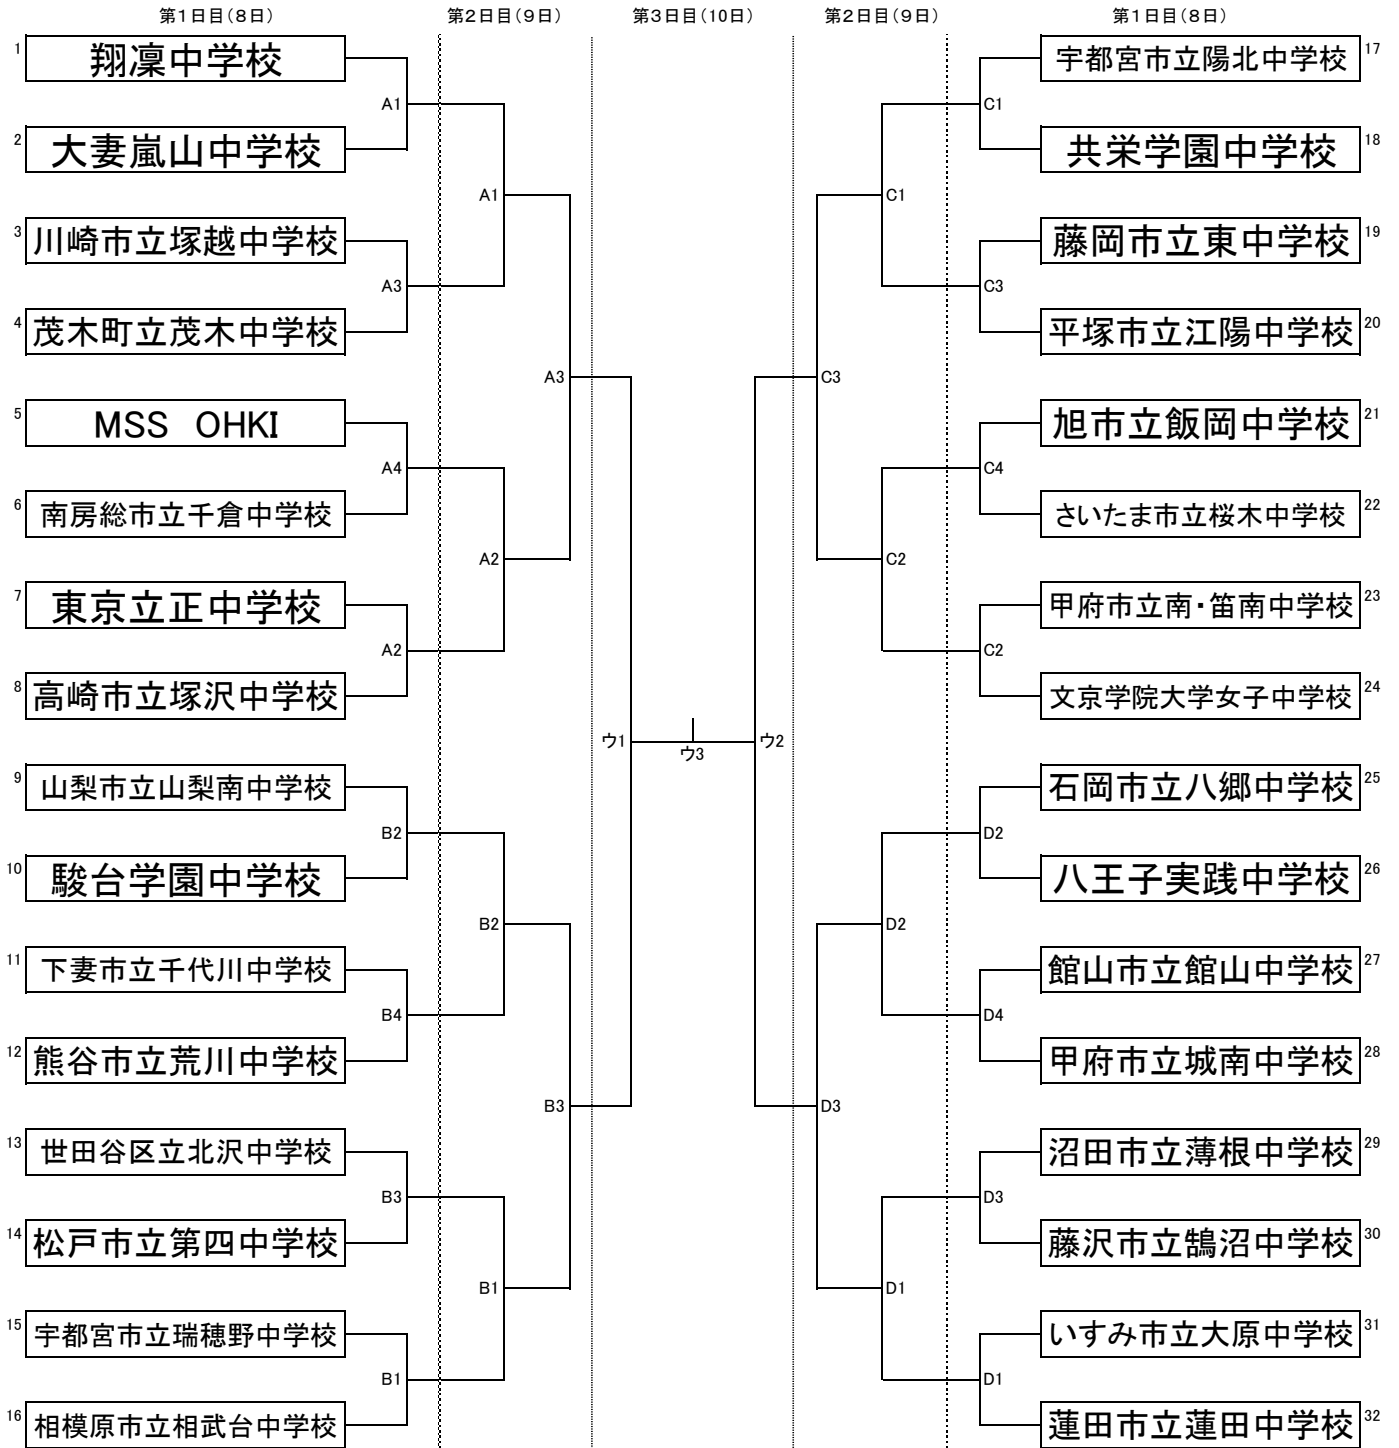 第1日目(8日)
第2日目(9日)
第3日目(10日)
第2日目(9日)
第1日目(8日)
1 翔凜中学校
A1
2 大妻嵐山中学校
A1
3 川崎市立塚越中学校
A3
4 茂木町立茂木中学校
A3
5 MSS OHKI
A4
6 南房総市立千倉中学校
A2
7 東京立正中学校
A2
8 高崎市立塚沢中学校
9 山梨市立山梨南中学校
B2
10 駿台学園中学校
B2
11 下妻市立千代川中学校
B4
12 熊谷市立荒川中学校
B3
13 世田谷区立北沢中学校
B3
14 松戸市立第四中学校
B1
15 宇都宮市立瑞穂野中学校
B1
16 相模原市立相武台中学校
ウ1
ウ3
ウ2
宇都宮市立陽北中学校 17
C1
共栄学園中学校 18
C1
藤岡市立東中学校 19
C3
平塚市立江陽中学校 20
C3
旭市立飯岡中学校 21
C4
さいたま市立桜木中学校 22
C2
甲府市立南・笛南中学校 23
C2
文京学院大学女子中学校 24
石岡市立八郷中学校 25
D2
八王子実践中学校 26
D2
館山市立館山中学校 27
D4
甲府市立城南中学校 28
D3
沼田市立薄根中学校 29
D3
藤沢市立鵠沼中学校 30
D1
いすみ市立大原中学校 31
D1
蓮田市立蓮田中学校 32